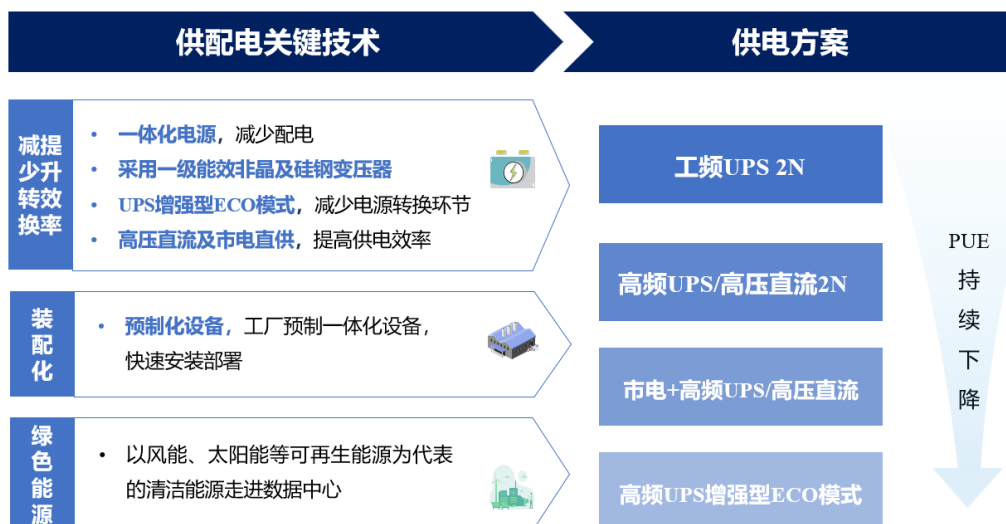 供配电关键技术
供电方案
减少转换
提升效率
• 一体化电源，减少配电
• 采用一级能效非晶及硅钢变压器
• UPS增强型ECO模式，减少电源转换环节
• 高压直流及市电直供，提高供电效率
装配化
• 预制化设备，工厂预制一体化设备，
快速安装部署
绿色能源
• 以风能、太阳能等可再生能源为代表
的清洁能源走进数据中心
工频UPS 2N
高频UPS/高压直流2N
市电+高频UPS/高压直流
高频UPS增强型ECO模式
PUE
持
续
下
降